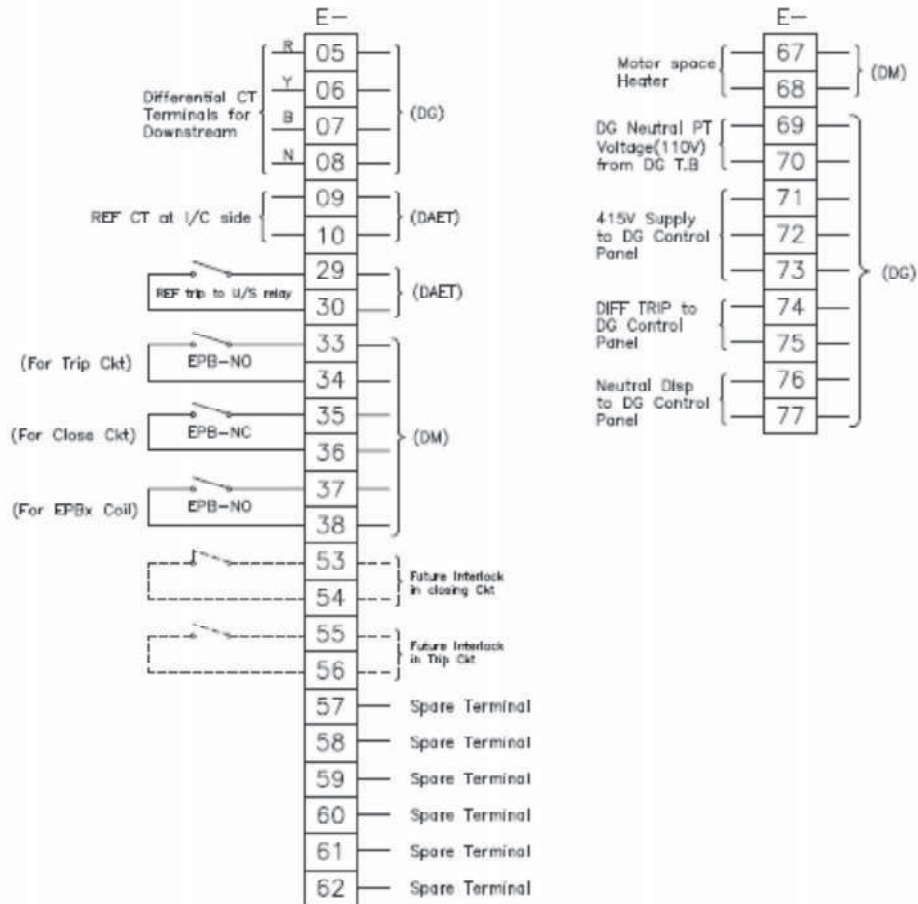 E-
R 05
Y 06
B 07
N 08
Differential CT
Terminals for
Downstream
(DG)
09
10
REF CT at I/C side
(DAET)
29
30
REF trip to U/S relay
(DAET)
33
34
(For Trip Ckt)
EPB-NO
35
36
(For Close Ckt)
EPB-NC
37
38
(For EPBx Coil)
EPB-NO
(DM)
53
54
Future Interlock
in closing Ckt
55
56
Future Interlock
in Trip Ckt
57 Spare Terminal
58 Spare Terminal
59 Spare Terminal
60 Spare Terminal
61 Spare Terminal
62 Spare Terminal
E-
67
68
Motor space
Heater
(DM)
69
70
DG Neutral PT
Voltage(110V)
from DG T.B
71
72
73
415V Supply
to DG Control
Panel
(DG)
74
75
DIFF TRIP to
DG Control
Panel
76
77
Neutral Disp
to DG Control
Panel